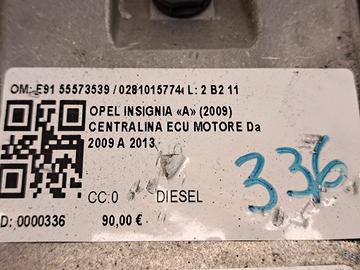 OM: E91 55573539 / 0281015774 L: 2 B2 11
OPEL INSIGNIA «A» (2009)
CENTRALINA ECU MOTORE Da
2009 A 2013
336
CC:0 DIESEL
D: 0000336 90,00 €